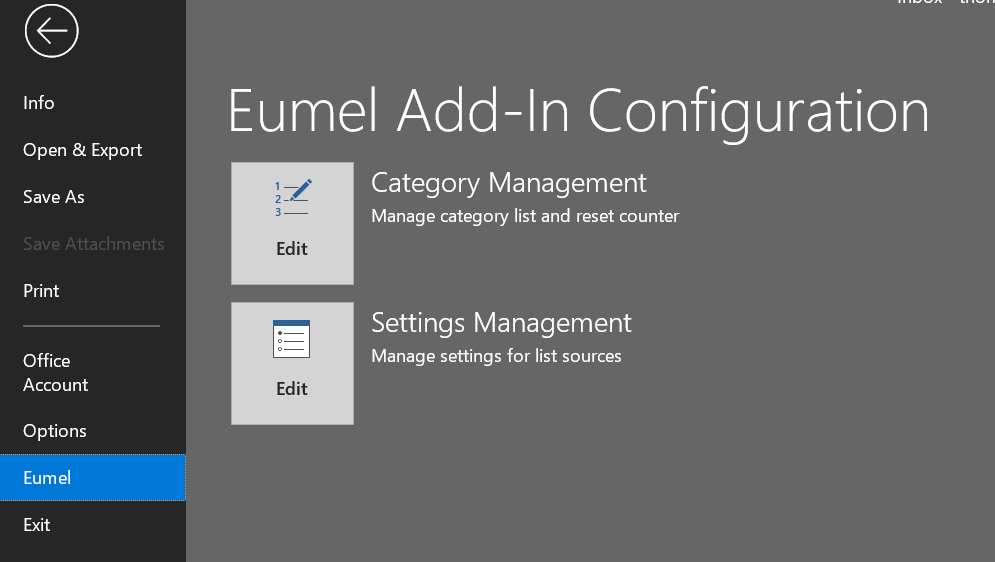 Info
Open & Export
Save As
Save Attachments
Print
Office
Account
Options
Eumel
Exit
Eumel Add-In Configuration
1
2
3
Edit
Category Management
Manage category list and reset counter
Edit
Settings Management
Manage settings for list sources